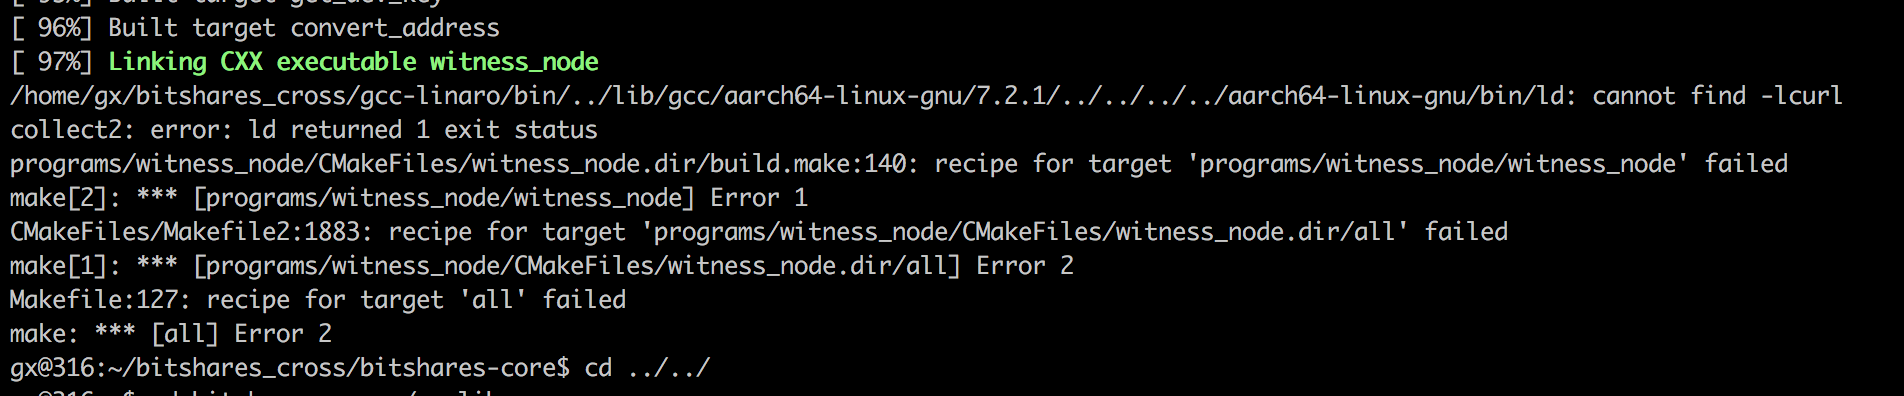 [ 96%] Built target convert_address
[ 97%] Linking CXX executable witness_node
/home/gx/bitshares_cross/gcc-linaro/bin/../lib/gcc/aarch64-linux-gnu/7.2.1/../../../../aarch64-linux-gnu/bin/ld: cannot find -lcurl
collect2: error: ld returned 1 exit status
programs/witness_node/CMakeFiles/witness_node.dir/build.make:140: recipe for target 'programs/witness_node/witness_node' failed
make[2]: *** [programs/witness_node/witness_node] Error 1
CMakeFiles/Makefile2:1883: recipe for target 'programs/witness_node/CMakeFiles/witness_node.dir/all' failed
make[1]: *** [programs/witness_node/CMakeFiles/witness_node.dir/all] Error 2
Makefile:127: recipe for target 'all' failed
make: *** [all] Error 2
gx@316:~/bitshares_cross/bitshares-core$ cd ../../